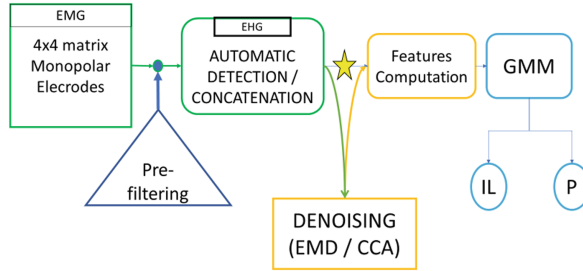 EMG
4x4 matrix
Monopolar
Elecrodes
Pre-
filtering
EHG
AUTOMATIC
DETECTION /
CONCATENATION
Features
Computation
GMM
IL
P
DENOISING
(EMD / CCA)